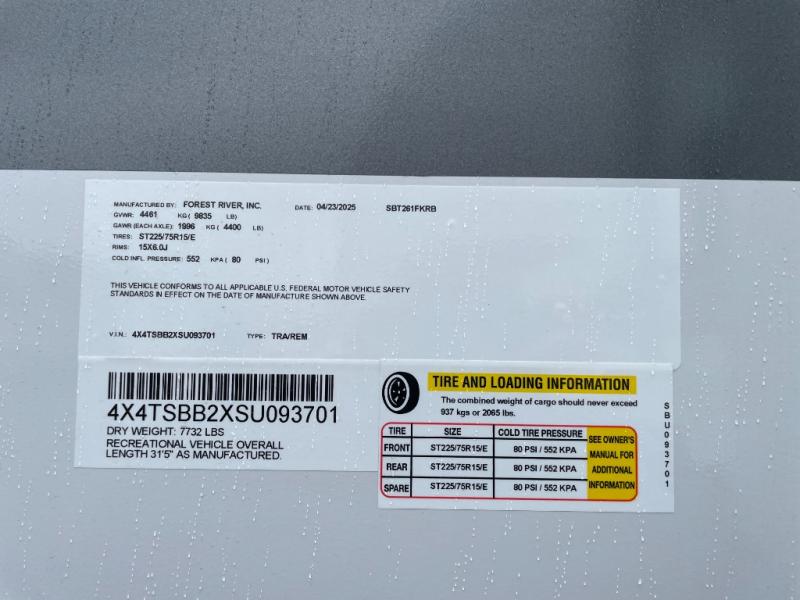 MANUFACTURED BY: FOREST RIVER, INC. DATE: 04/23/2025 SBT261FKRB
GVWR: 4461 KG ( 9835 LB)
GAWR (EACH AXLE): 1996 KG ( 4400 LB)
TIRES: ST225/75R15/E
RIMS: 15X6.0J
COLD INFL. PRESSURE: 552 KPA ( 80 PSI)
THIS VEHICLE CONFORMS TO ALL APPLICABLE U.S. FEDERAL MOTOR VEHICLE SAFETY
STANDARDS IN EFFECT ON THE DATE OF MANUFACTURE SHOWN ABOVE.
V.I.N.: 4X4TSBB2XSU093701 TYPE: TRA/REM
4X4TSBB2XSU093701
DRY WEIGHT: 7732 LBS
RECREATIONAL VEHICLE OVERALL
LENGTH 31'5" AS MANUFACTURED.
TIRE AND LOADING INFORMATION
The combined weight of cargo should never exceed
937 kgs or 2065 lbs.
TIRE SIZE COLD TIRE PRESSURE
FRONT ST225/75R15/E 80 PSI / 552 KPA
REAR ST225/75R15/E 80 PSI / 552 KPA
SPARE ST225/75R15/E 80 PSI / 552 KPA
SEE OWNER'S
MANUAL FOR
ADDITIONAL
INFORMATION
SBU093701